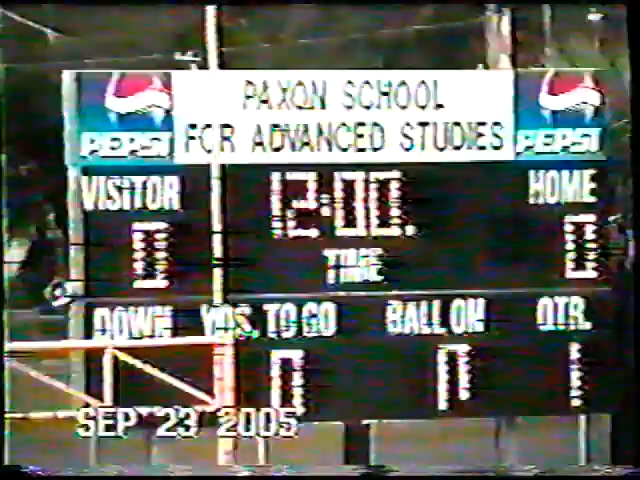 PEPSI PAXON SCHOOL PEPSI
FOR ADVANCED STUDIES
VISITOR 12:00 HOME
0 TIME 0
DOWN YDS. TO GO BALL ON QTR.
0 0 1
SEP 23 2005